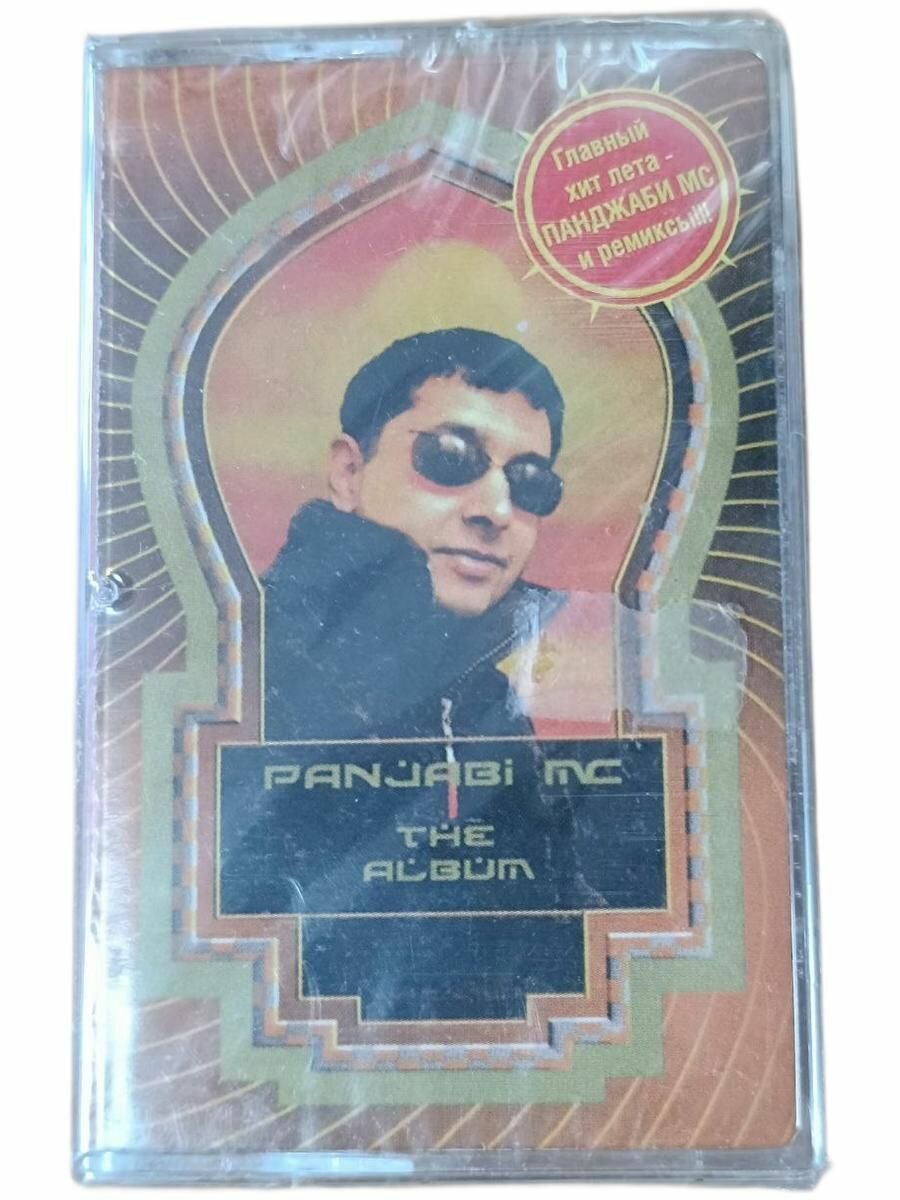 Главный
хит лета -
ПАНДЖАБИ МС
и ремиксы!!!
PANJABi MC
THE
ALBUM